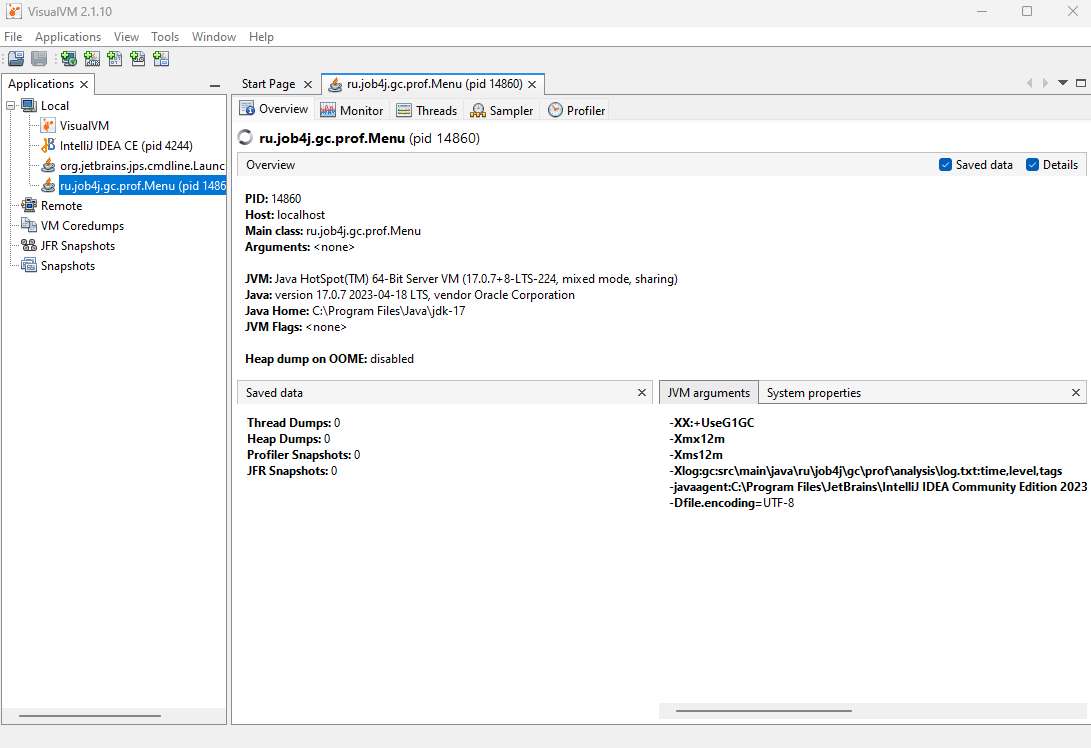 VisualVM 2.1.10
File Applications View Tools Window Help
Applications
Local
VisualVM
IntelliJ IDEA CE (pid 4244)
org.jetbrains.jps.cmdline.Launc
ru.job4j.gc.prof.Menu (pid 1486
Remote
VM Coredumps
JFR Snapshots
Snapshots
Start Page ru.job4j.gc.prof.Menu (pid 14860)
Overview Monitor Threads Sampler Profiler
ru.job4j.gc.prof.Menu (pid 14860)
Overview Saved data Details
PID: 14860
Host: localhost
Main class: ru.job4j.gc.prof.Menu
Arguments: <none>
JVM: Java HotSpot(TM) 64-Bit Server VM (17.0.7+8-LTS-224, mixed mode, sharing)
Java: version 17.0.7 2023-04-18 LTS, vendor Oracle Corporation
Java Home: C:\Program Files\Java\jdk-17
JVM Flags: <none>
Heap dump on OOME: disabled
Saved data
Thread Dumps: 0
Heap Dumps: 0
Profiler Snapshots: 0
JFR Snapshots: 0
JVM arguments System properties
-XX:+UseG1GC
-Xmx12m
-Xms12m
-Xlog:gc:src\main\java\ru\job4j\gc\prof\analysis\log.txt:time,level,tags
-javaagent:C:\Program Files\JetBrains\IntelliJ IDEA Community Edition 2023
-Dfile.encoding=UTF-8